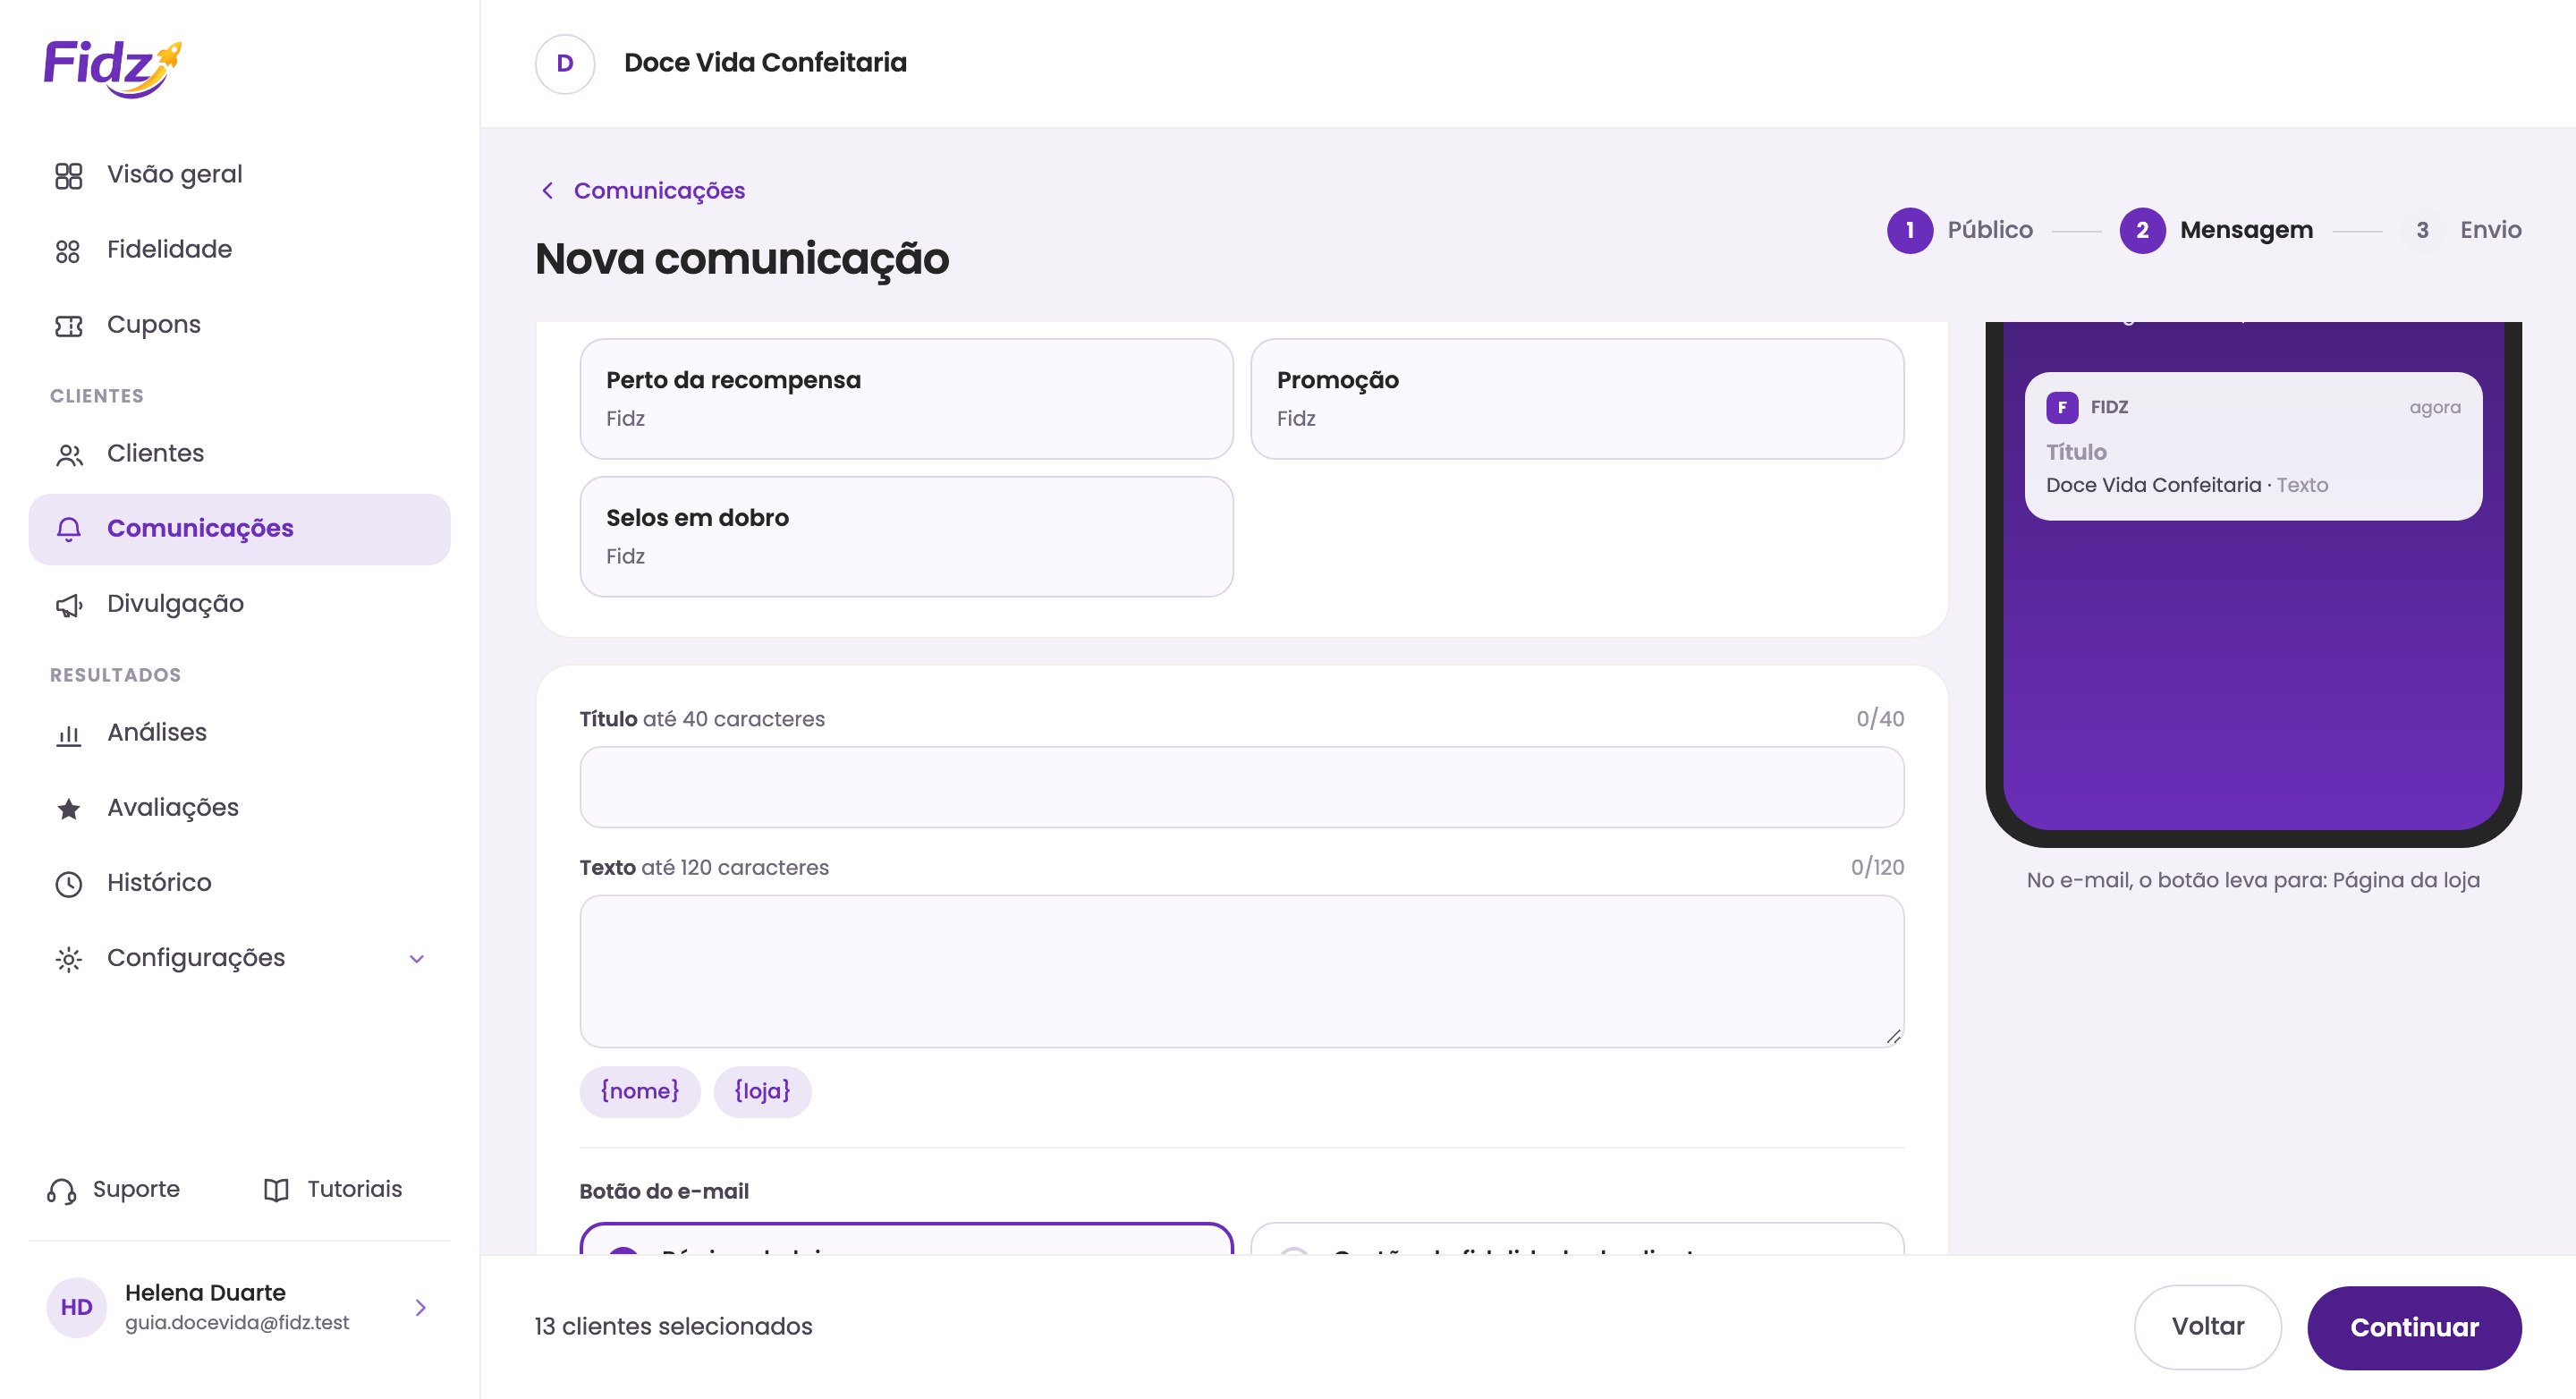 Fidz
Visão geral
Fidelidade
Cupons
CLIENTES
Clientes
Comunicações
Divulgação
RESULTADOS
Análises
Avaliações
Histórico
Configurações
Suporte
Tutoriais
HD
Helena Duarte
guia.docevida@fidz.test
D
Doce Vida Confeitaria
Comunicações
Nova comunicação
1 Público
2 Mensagem
3 Envio
Perto da recompensa
Fidz
Promoção
Fidz
Selos em dobro
Fidz
Título até 40 caracteres
0/40
Texto até 120 caracteres
0/120
{nome}
{loja}
Botão do e-mail
F FIDZ
agora
Título
Doce Vida Confeitaria · Texto
No e-mail, o botão leva para: Página da loja
13 clientes selecionados
Voltar
Continuar